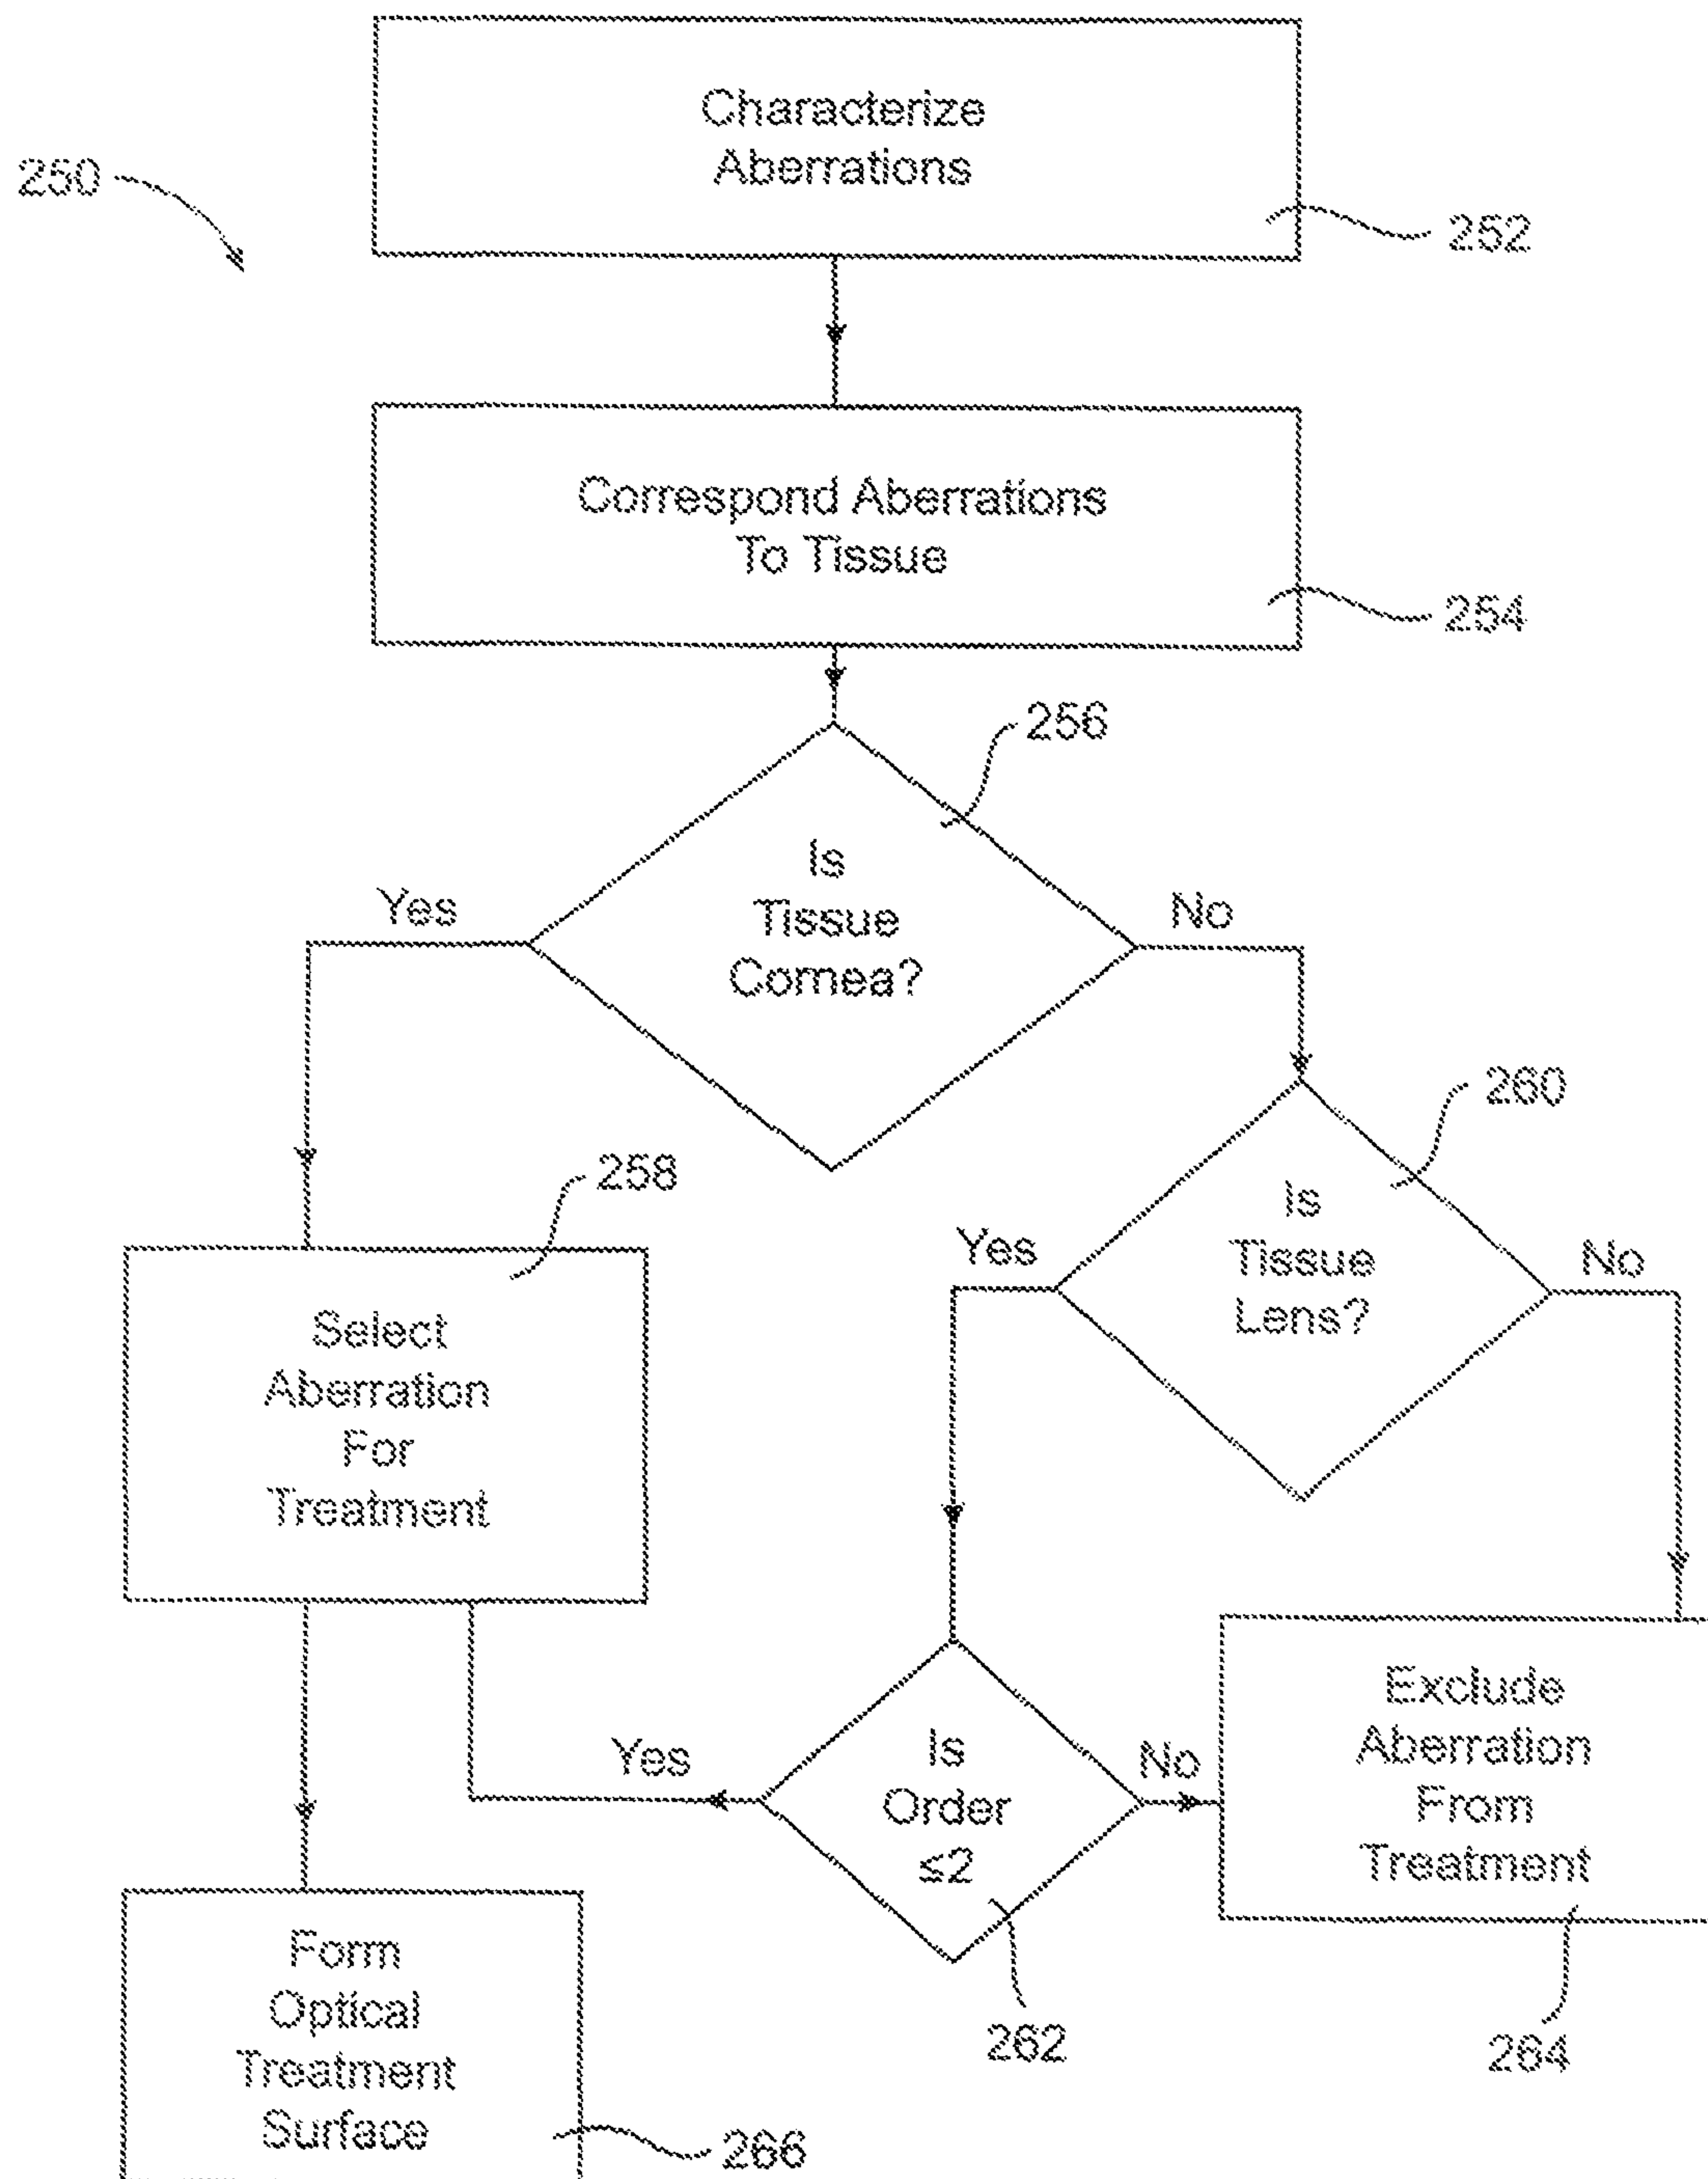 Characterize
Aberrations
250
252
Correspond Aberrations
To Tissue
254
256
Is
Tissue
Cornea?
Yes
No
260
258
Is
Tissue
Lens?
Yes
No
Select
Aberration
For
Treatment
Is
Order
≤2
Yes
No
Exclude
Aberration
From
Treatment
262
264
Form
Optical
Treatment
Surface
266